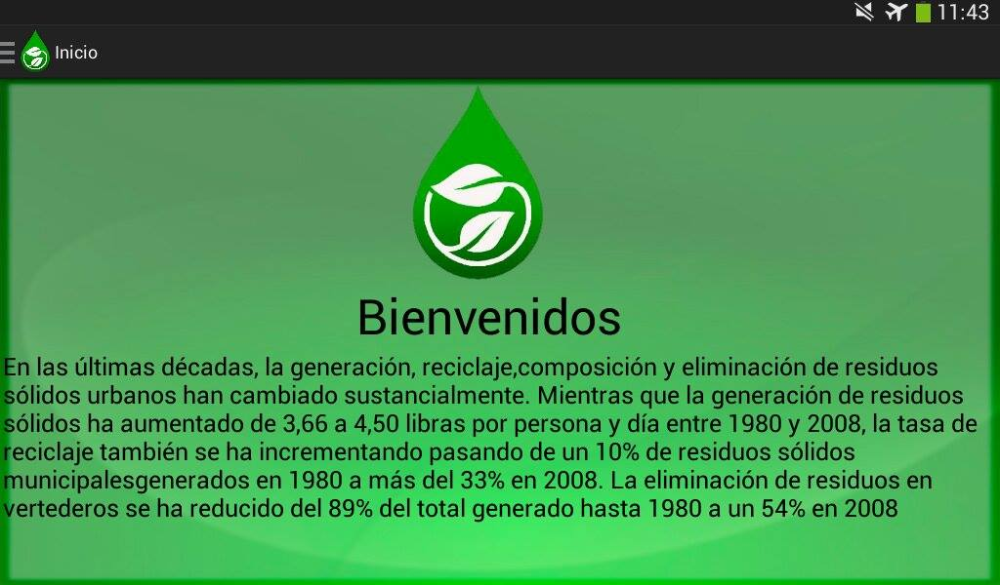 11:43
Inicio
Bienvenidos
En las últimas décadas, la generación, reciclaje,composición y eliminación de residuos
sólidos urbanos han cambiado sustancialmente. Mientras que la generación de residuos
sólidos ha aumentado de 3,66 a 4,50 libras por persona y día entre 1980 y 2008, la tasa de
reciclaje también se ha incrementando pasando de un 10% de residuos sólidos
municipalesgenerados en 1980 a más del 33% en 2008. La eliminación de residuos en
vertederos se ha reducido del 89% del total generado hasta 1980 a un 54% en 2008